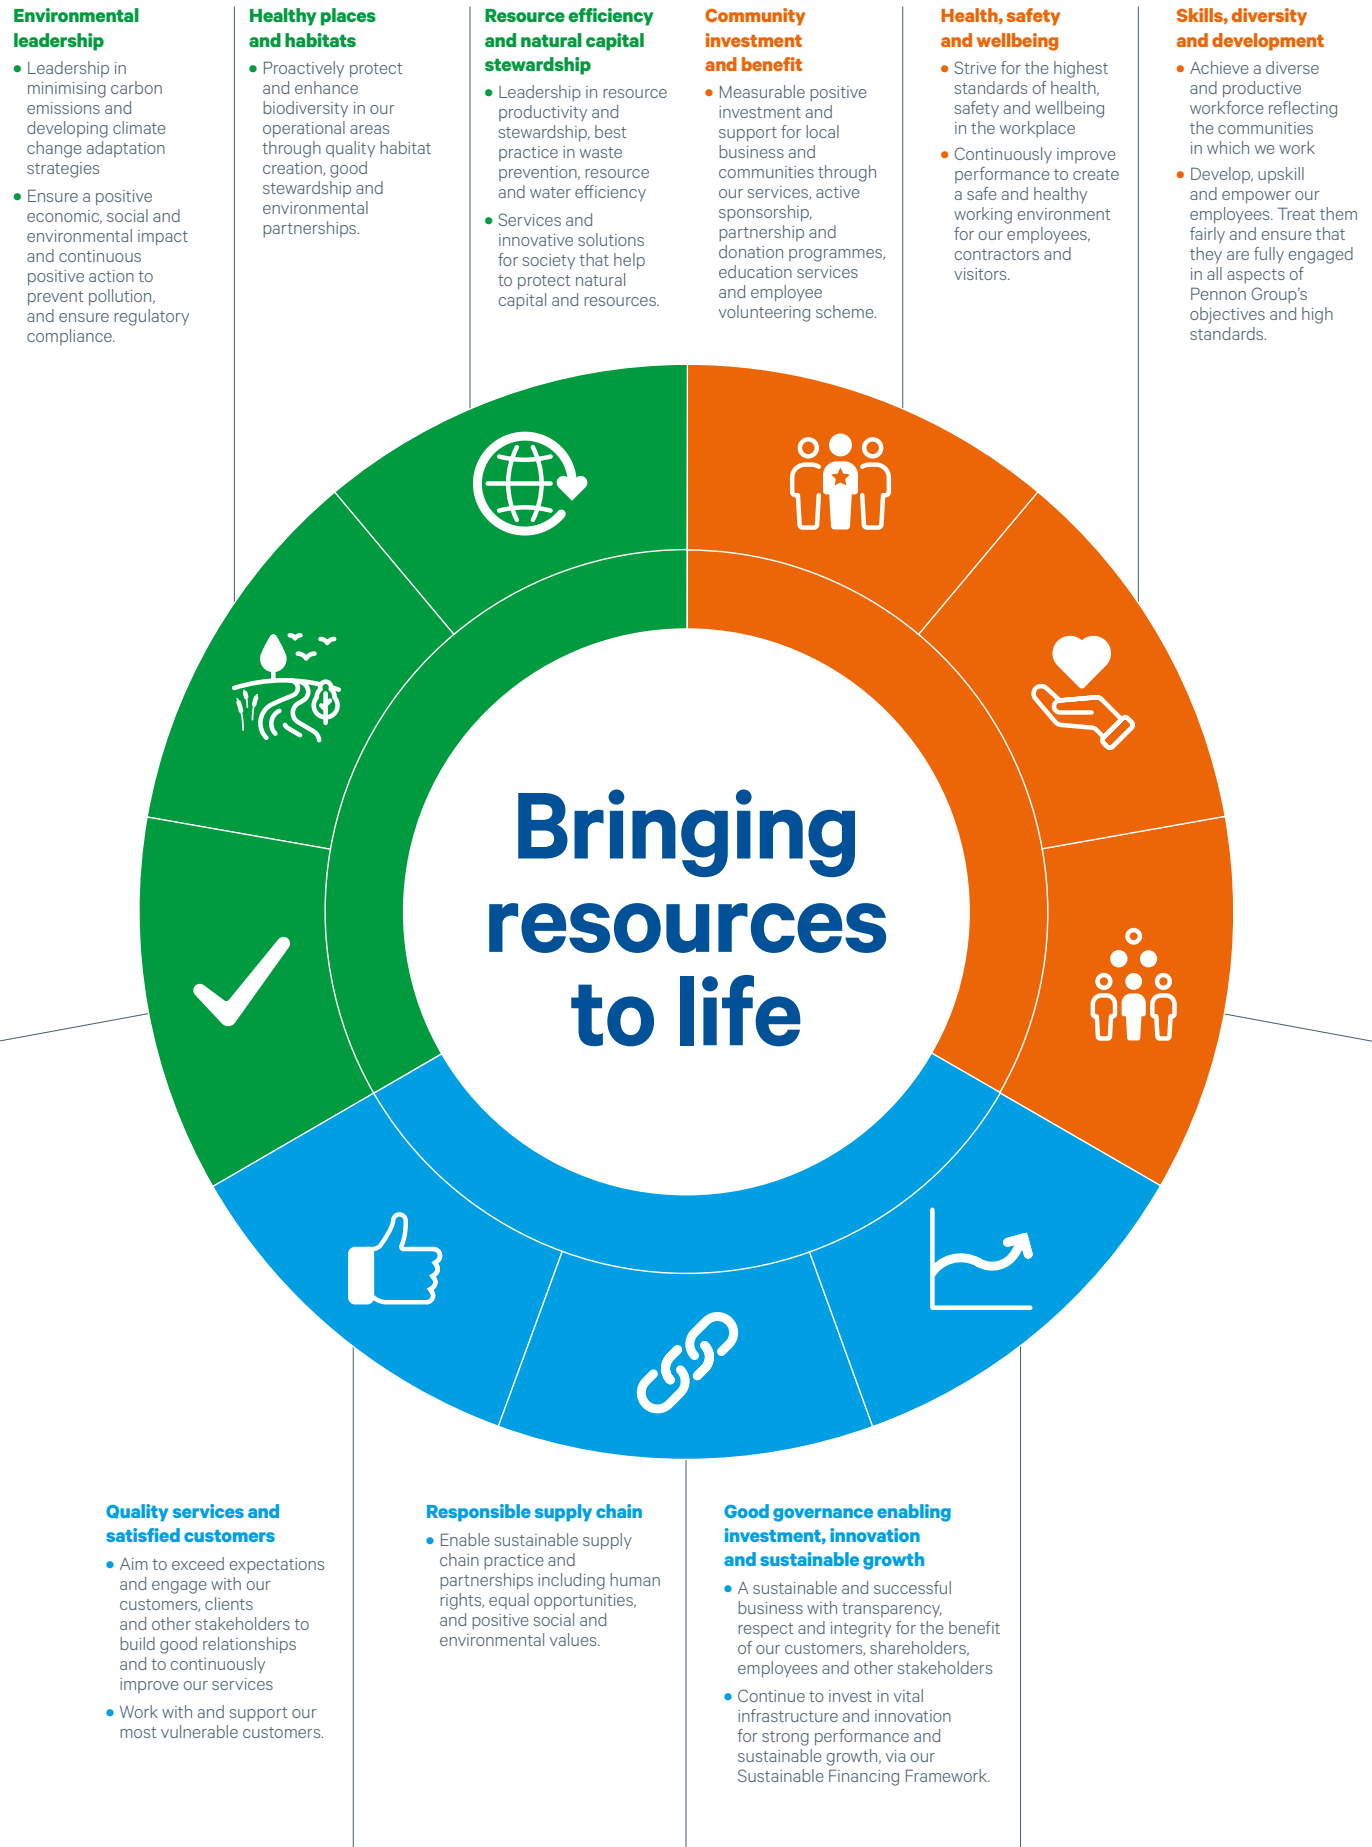 Environmental
leadership
• Leadership in
minimising carbon
emissions and
developing climate
change adaptation
strategies
• Ensure a positive
economic, social and
environmental impact
and continuous
positive action to
prevent pollution,
and ensure regulatory
compliance.
Healthy places
and habitats
• Proactively protect
and enhance
biodiversity in our
operational areas
through quality habitat
creation, good
stewardship and
environmental
partnerships.
Resource efficiency
and natural capital
stewardship
• Leadership in resource
productivity and
stewardship, best
practice in waste
prevention, resource
and water efficiency
• Services and
innovative solutions
for society that help
to protect natural
capital and resources.
Community
investment
and benefit
• Measurable positive
investment and
support for local
business and
communities through
our services, active
sponsorship,
partnership and
donation programmes,
education services
and employee
volunteering scheme.
Health, safety
and wellbeing
• Strive for the highest
standards of health,
safety and wellbeing
in the workplace
• Continuously improve
performance to create
a safe and healthy
working environment
for our employees,
contractors and
visitors.
Skills, diversity
and development
• Achieve a diverse
and productive
workforce reflecting
the communities
in which we work
• Develop, upskill
and empower our
employees. Treat them
fairly and ensure that
they are fully engaged
in all aspects of
Pennon Group's
objectives and high
standards.
Bringing
resources
to life
Quality services and
satisfied customers
• Aim to exceed expectations
and engage with our
customers, clients
and other stakeholders to
build good relationships
and to continuously
improve our services
• Work with and support our
most vulnerable customers.
Responsible supply chain
• Enable sustainable supply
chain practice and
partnerships including human
rights, equal opportunities,
and positive social and
environmental values.
Good governance enabling
investment, innovation
and sustainable growth
• A sustainable and successful
business with transparency,
respect and integrity for the benefit
of our customers, shareholders,
employees and other stakeholders
• Continue to invest in vital
infrastructure and innovation
for strong performance and
sustainable growth, via our
Sustainable Financing Framework.